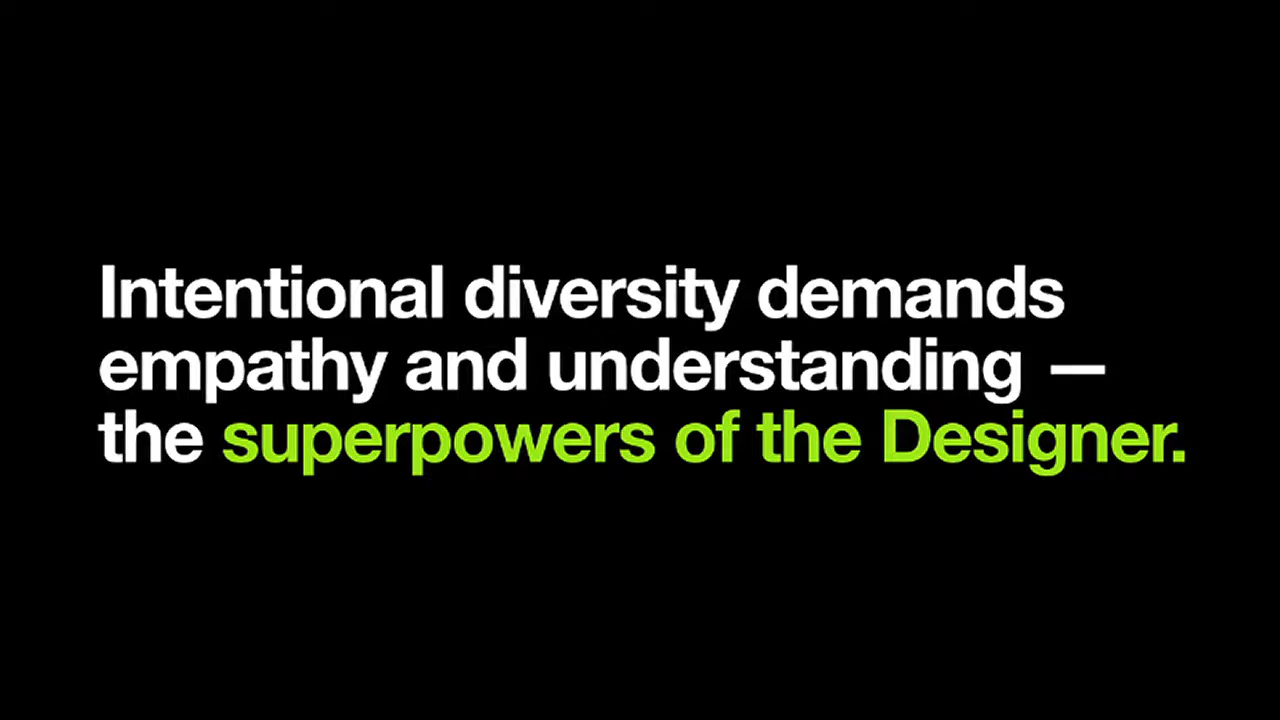 Intentional diversity demands
empathy and understanding —
the superpowers of the Designer.